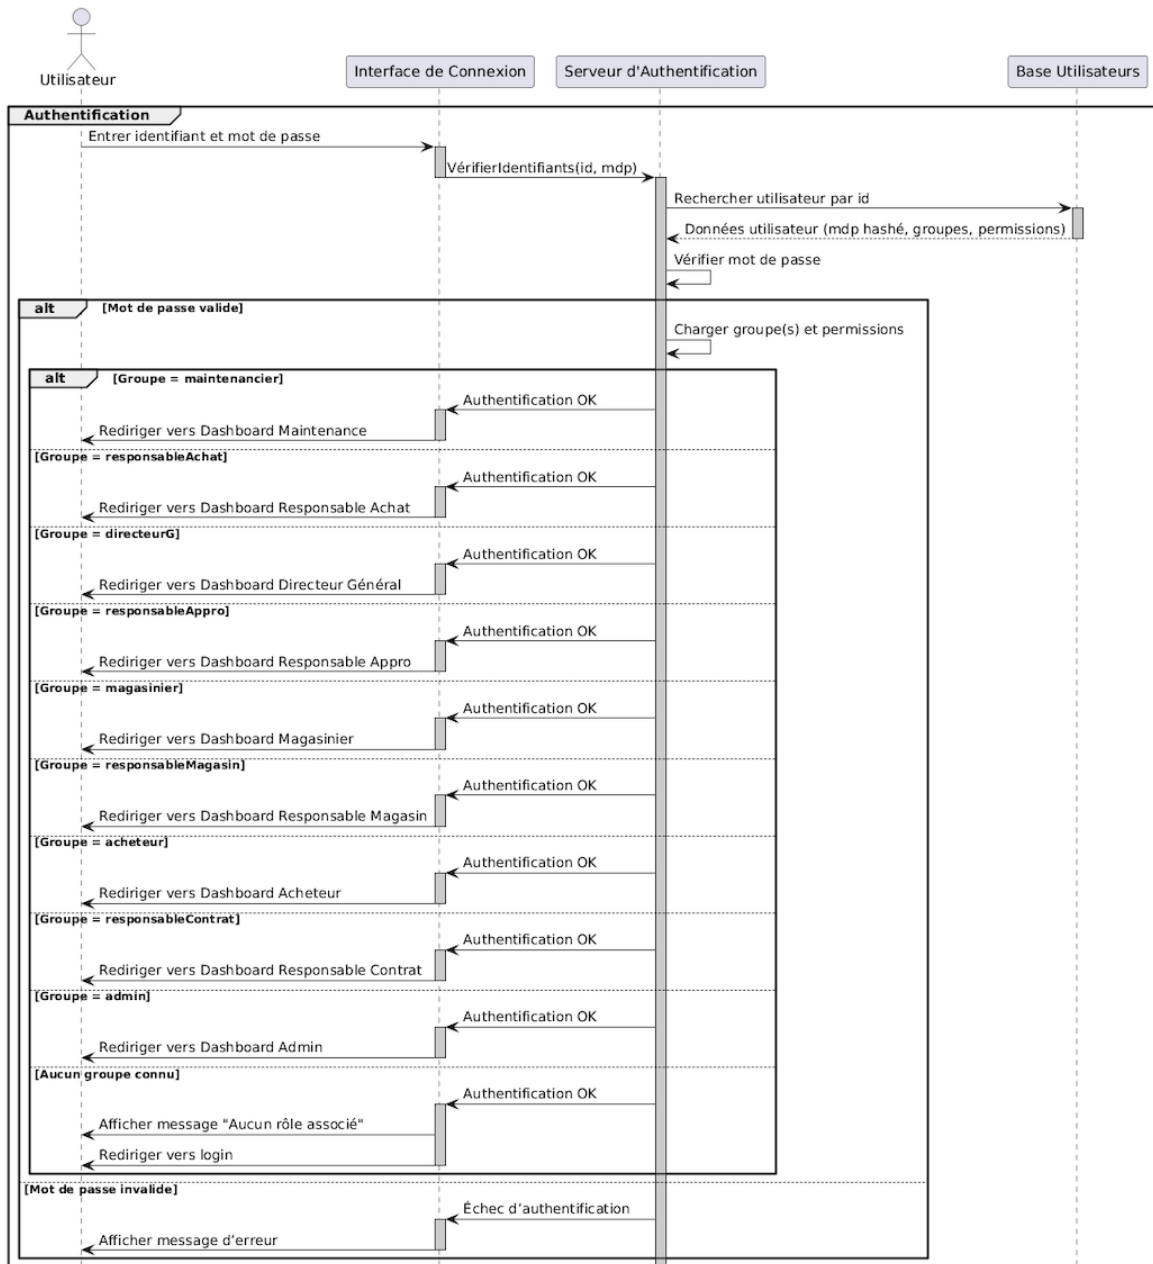 Utilisateur
Interface de Connexion
Serveur d'Authentification
Base Utilisateurs
Authentification
Entrer identifiant et mot de passe
VérifierIdentifiants(id, mdp)
Rechercher utilisateur par id
Données utilisateur (mdp hashé, groupes, permissions)
Vérifier mot de passe
alt
[Mot de passe valide]
Charger groupe(s) et permissions
alt
[Groupe = maintenancier]
Authentification OK
Rediriger vers Dashboard Maintenance
[Groupe = responsableAchat]
Authentification OK
Rediriger vers Dashboard Responsable Achat
[Groupe = directeurG]
Authentification OK
Rediriger vers Dashboard Directeur Général
[Groupe = responsableAppro]
Authentification OK
Rediriger vers Dashboard Responsable Appro
[Groupe = magasinier]
Authentification OK
Rediriger vers Dashboard Magasinier
[Groupe = responsableMagasin]
Authentification OK
Rediriger vers Dashboard Responsable Magasin
[Groupe = acheteur]
Authentification OK
Rediriger vers Dashboard Acheteur
[Groupe = responsableContrat]
Authentification OK
Rediriger vers Dashboard Responsable Contrat
[Groupe = admin]
Authentification OK
Rediriger vers Dashboard Admin
[Aucun groupe connu]
Authentification OK
Afficher message "Aucun rôle associé"
Rediriger vers login
[Mot de passe invalide]
Échec d’authentification
Afficher message d’erreur